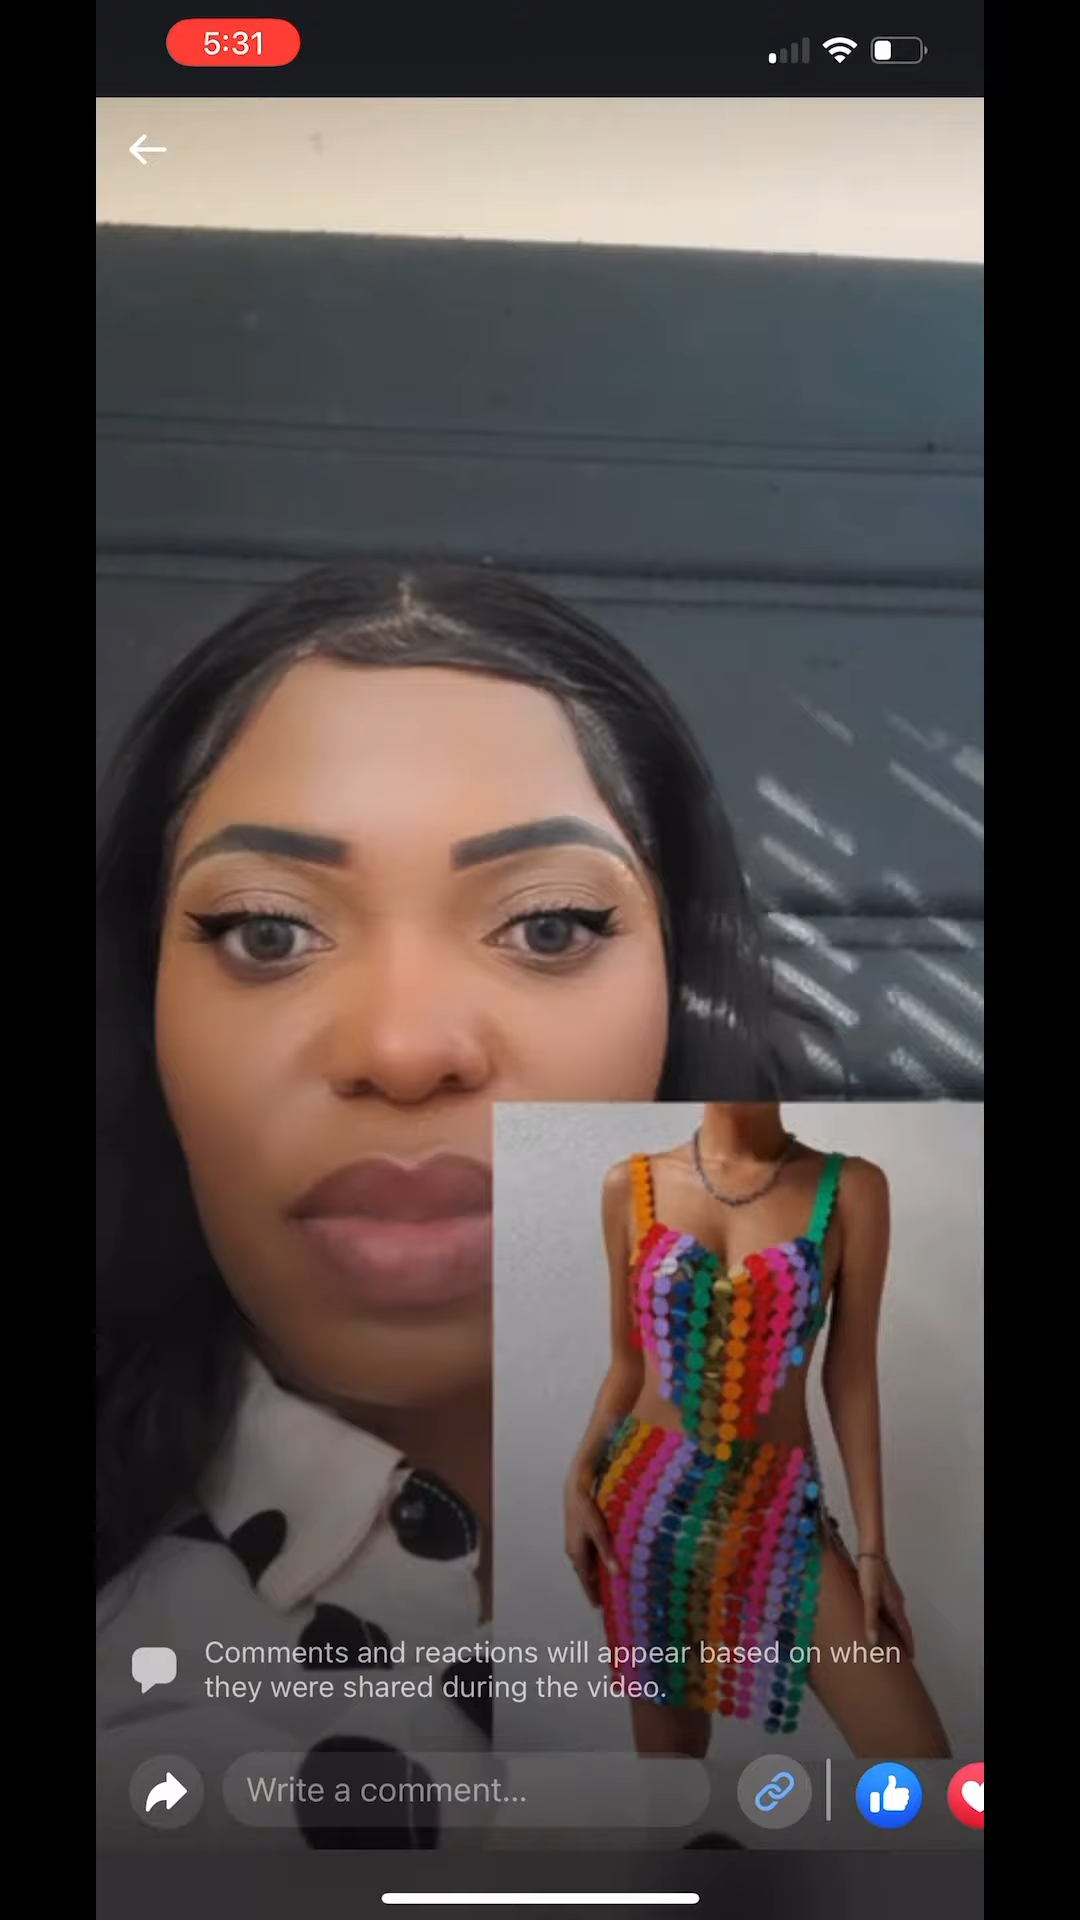 5:31
Comments and reactions will appear based on when
they were shared during the video.
Write a comment...